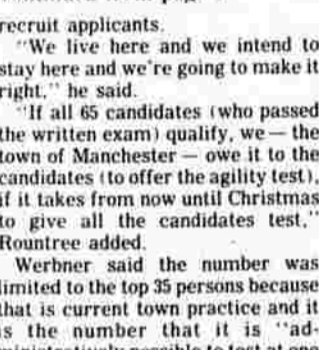 recruit applicants.
"We live here and we intend to
stay here and we're going to make it
right," he said.
"If all 65 candidates (who passed
the written exam) qualify, we — the
town of Manchester — owe it to the
candidates (to offer the agility test),
if it takes from now until Christmas
to give all the candidates test,"
Rountree added.
Werbner said the number was
limited to the top 35 persons because
that is current town practice and it
is the number that it is "ad-